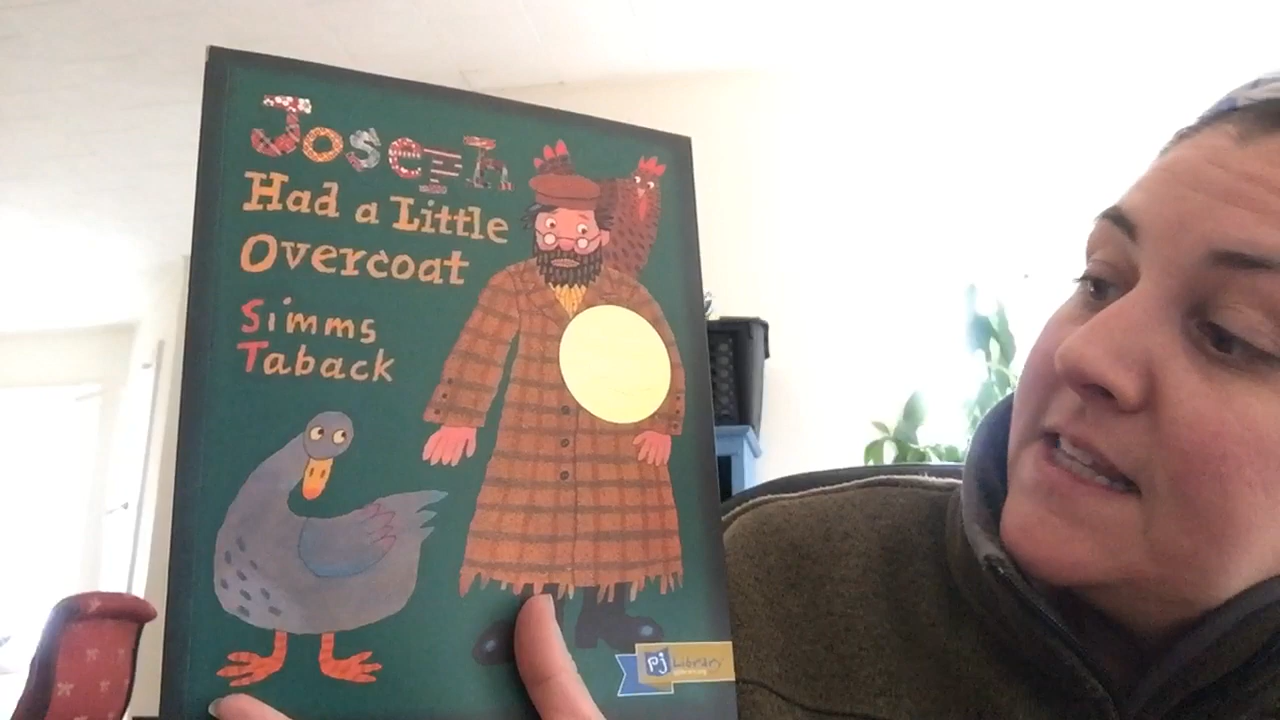 Joseph
Had a Little
Overcoat
Simms
Taback
pj Library